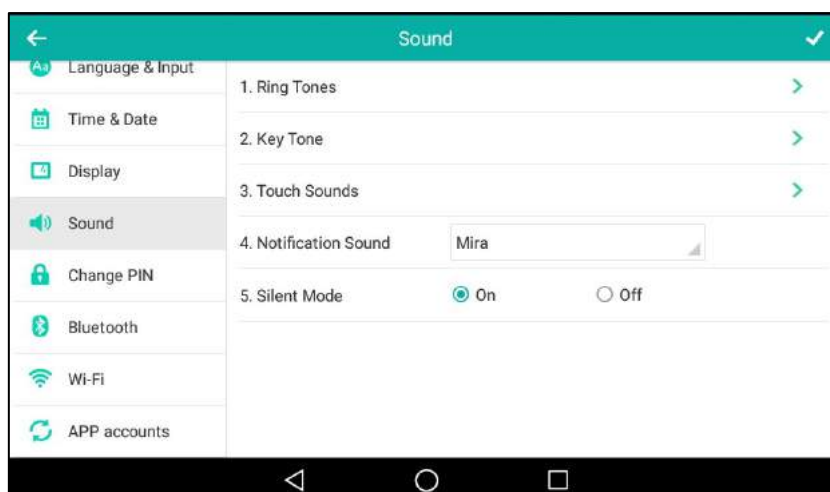 Sound
Aa Language & Input
Time & Date
Display
Sound
Change PIN
Bluetooth
Wi-Fi
APP accounts
1. Ring Tones
2. Key Tone
3. Touch Sounds
4. Notification Sound Mira
5. Silent Mode On Off